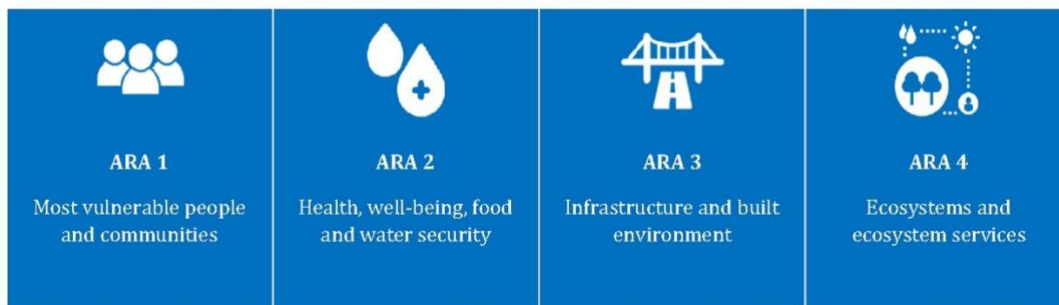 ARA 1
Most vulnerable people
and communities
ARA 2
Health, well-being, food
and water security
ARA 3
Infrastructure and built
environment
ARA 4
Ecosystems and
ecosystem services